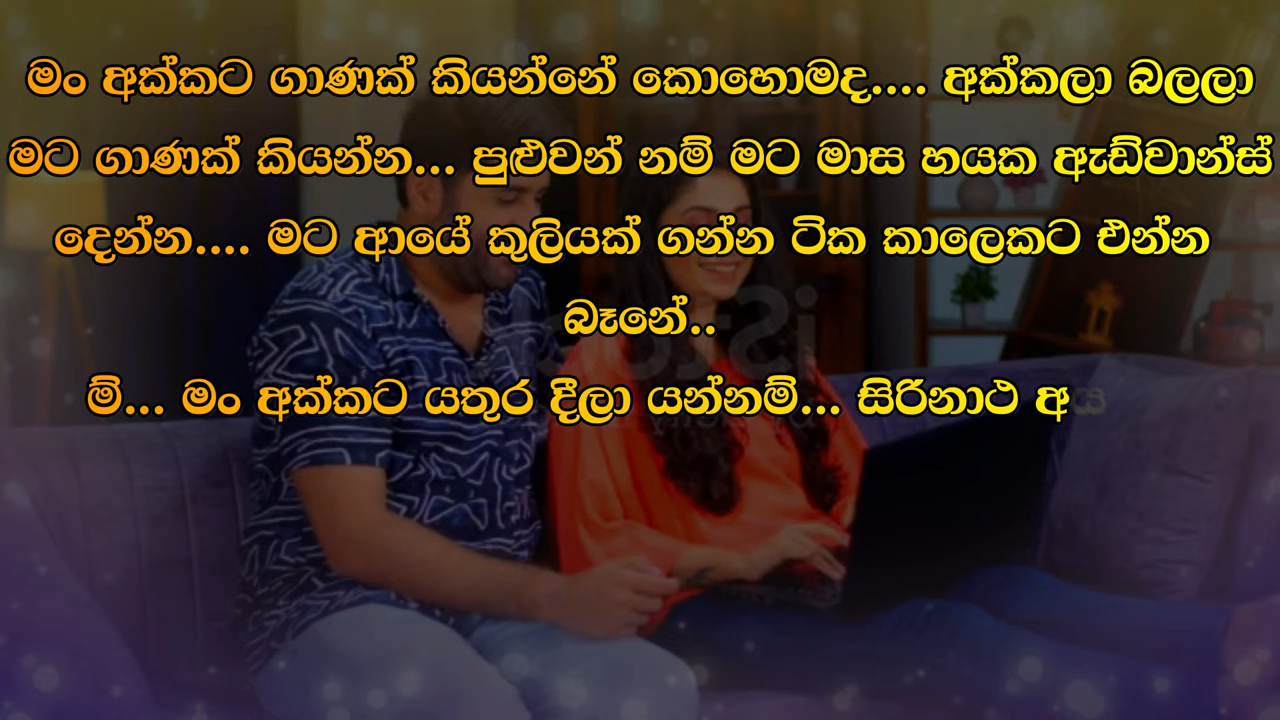 මං අක්කට ගාණක් කියන්නේ කොහොමද.... අක්කලා බලලා
මට ගාණක් කියන්න... පුළුවන් නම් මට මාස හයක ඇඩ්වාන්ස්
දෙන්න.... මට ආයේ කුලියක් ගන්න ටික කාලෙකට එන්න
බෑනේ..
ම්... මං අක්කට යතුර දීලා යන්නම්... සිරිනාථ අය